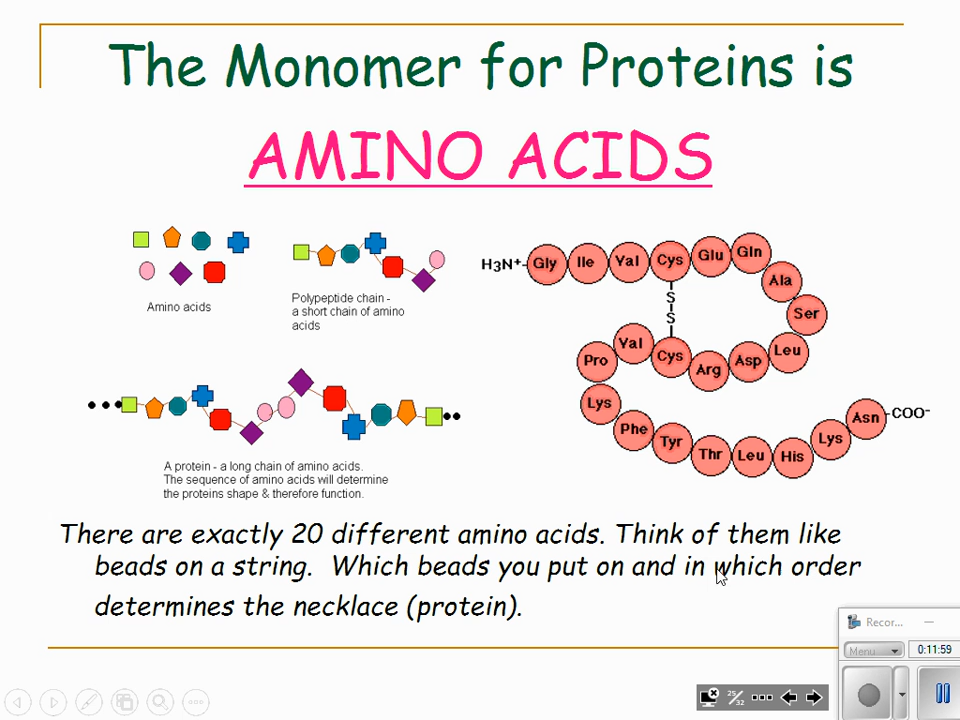 The Monomer for Proteins is
AMINO ACIDS
Amino acids
Polypeptide chain -
a short chain of amino
acids
A protein - a long chain of amino acids.
The sequence of amino acids will determine
the proteins shape & therefore function.
H3N+ Gly Ile Val Cys Glu Gln
Ala
Ser
S
S
Pro Val Cys Arg Asp Leu
Lys
Phe Tyr Thr Leu His Lys Asn COO-
There are exactly 20 different amino acids. Think of them like
beads on a string. Which beads you put on and in which order
determines the necklace (protein).
Recor...
Menu
0:11:59
25/32